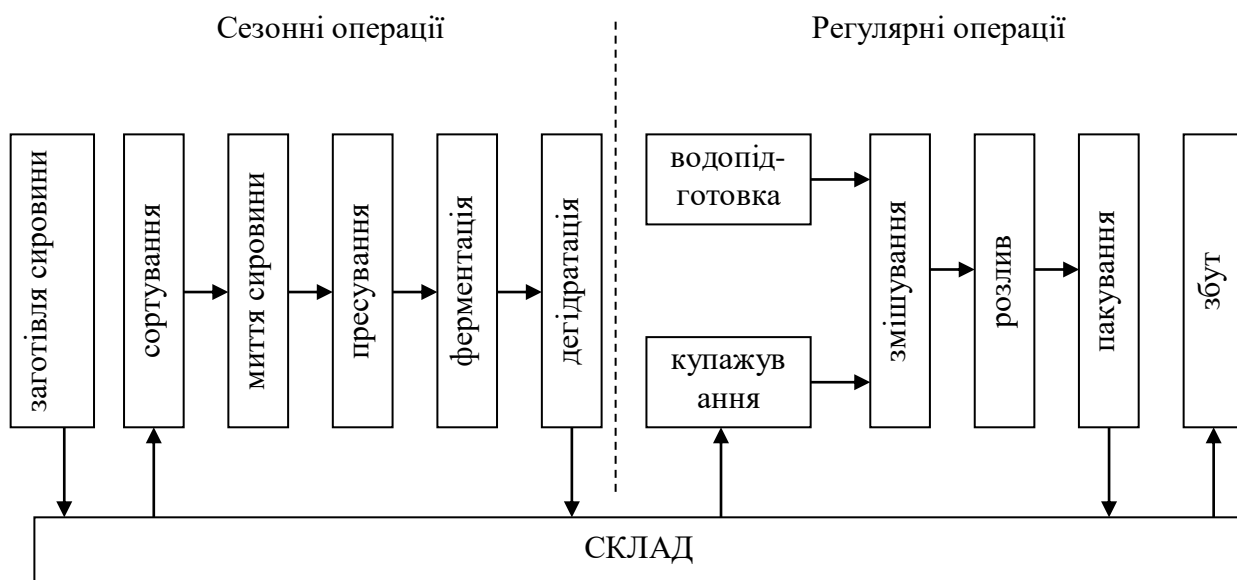 Сезонні операції
Регулярні операції
заготівля сировини
сортування
миття сировини
пресування
ферментація
дегідратація
водопід-
готовка
купажув
ання
змішування
розлив
пакування
збут
СКЛАД